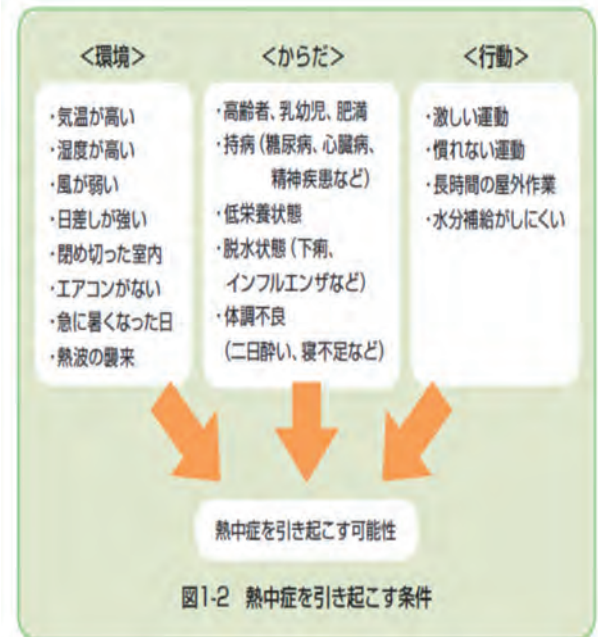 <環境>
・気温が高い
・湿度が高い
・風が弱い
・日差しが強い
・閉め切った室内
・エアコンがない
・急に暑くなった日
・熱波の襲来
<からだ>
・高齢者、乳幼児、肥満
・持病(糖尿病、心臓病、
精神疾患など)
・低栄養状態
・脱水状態(下痢、
インフルエンザなど)
・体調不良
(二日酔い、寝不足など)
<行動>
・激しい運動
・慣れない運動
・長時間の屋外作業
・水分補給がしにくい
熱中症を引き起こす可能性
図1-2 熱中症を引き起こす条件